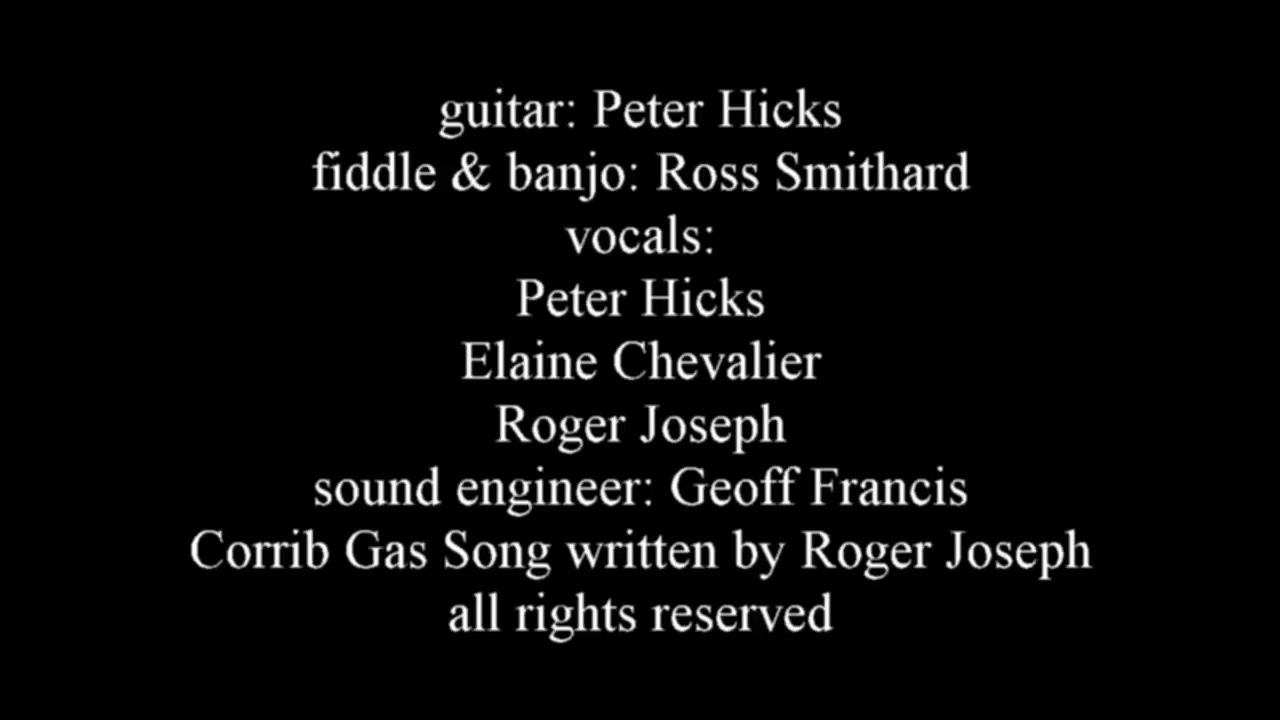 guitar: Peter Hicks
fiddle & banjo: Ross Smithard
vocals:
Peter Hicks
Elaine Chevalier
Roger Joseph
sound engineer: Geoff Francis
Corrib Gas Song written by Roger Joseph
all rights reserved